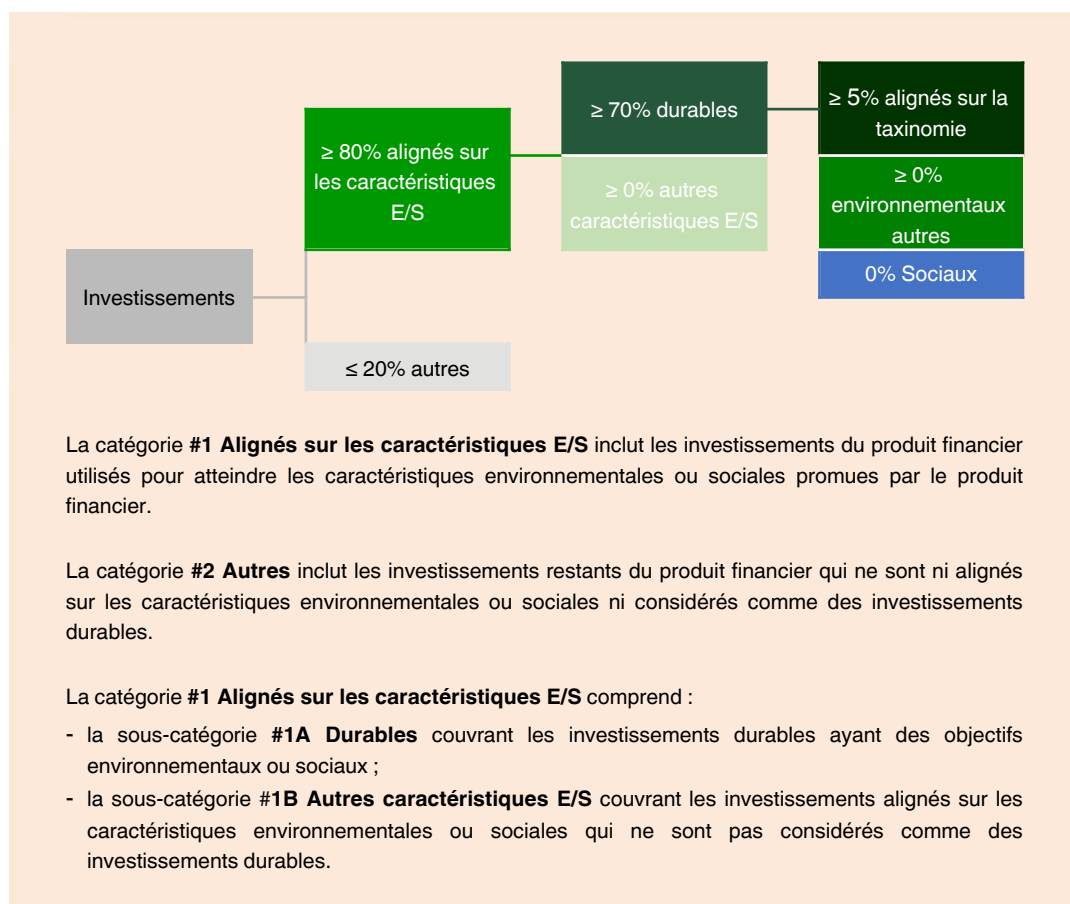 ≥ 70% durables
≥ 5% alignés sur la
taxinomie
≥ 80% alignés sur
les caractéristiques
E/S
≥ 0% autres
caractéristiques E/S
≥ 0%
environnementaux
autres
0% Sociaux
Investissements
≤ 20% autres
La catégorie #1 Alignés sur les caractéristiques E/S inclut les investissements du produit financier
utilisés pour atteindre les caractéristiques environnementales ou sociales promues par le produit
financier.
La catégorie #2 Autres inclut les investissements restants du produit financier qui ne sont ni alignés
sur les caractéristiques environnementales ou sociales ni considérés comme des investissements
durables.
La catégorie #1 Alignés sur les caractéristiques E/S comprend :
- la sous-catégorie #1A Durables couvrant les investissements durables ayant des objectifs
environnementaux ou sociaux ;
- la sous-catégorie #1B Autres caractéristiques E/S couvrant les investissements alignés sur les
caractéristiques environnementales ou sociales qui ne sont pas considérés comme des
investissements durables.